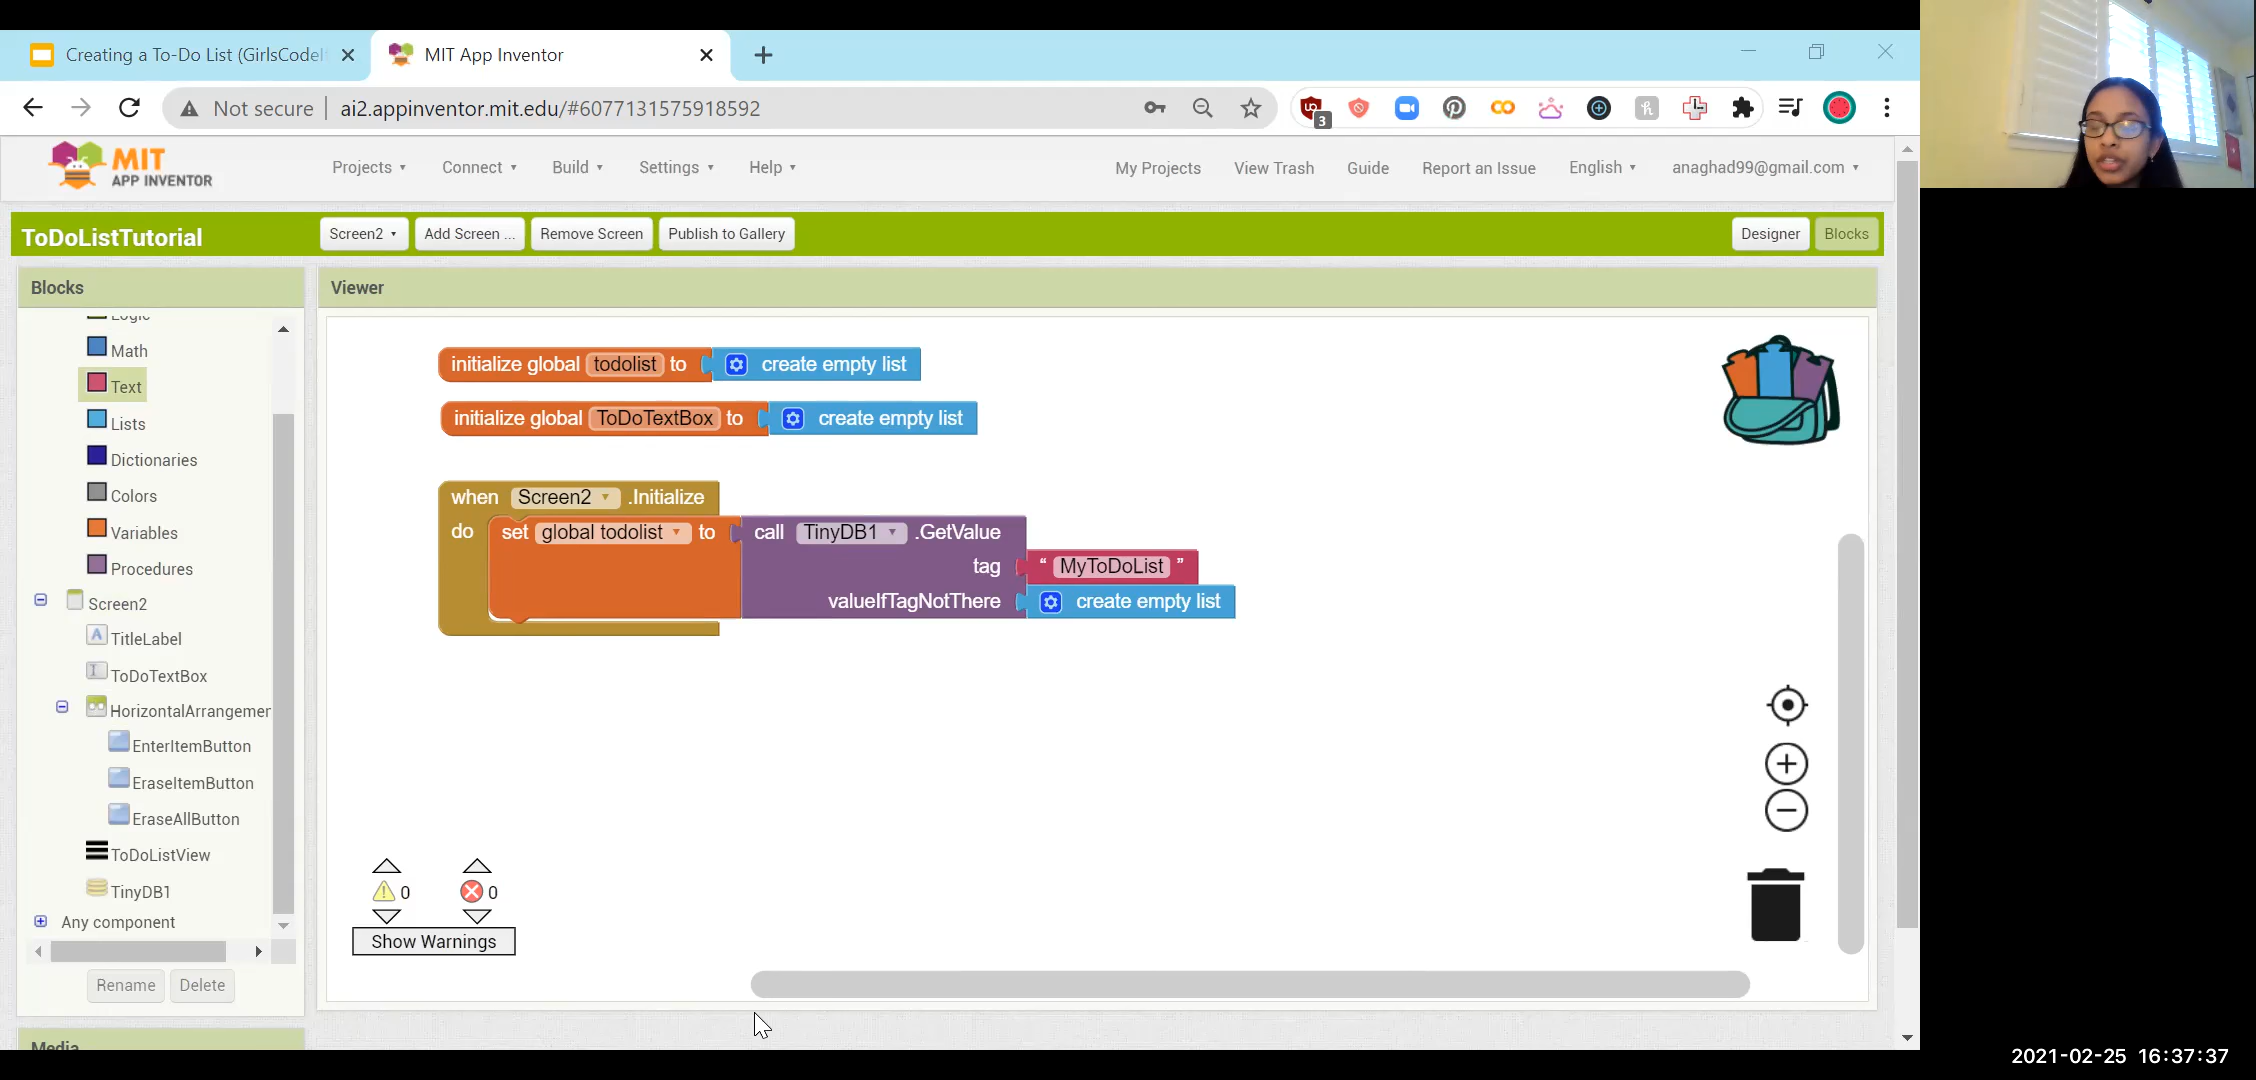 Creating a To-Do List (GirlsCodeI
MIT App Inventor
Not secure
ai2.appinventor.mit.edu/#6077131575918592
3
MIT
APP INVENTOR
Projects
Connect
Build
Settings
Help
My Projects
View Trash
Guide
Report an Issue
English
anaghad99@gmail.com
ToDoListTutorial
Screen2
Add Screen ...
Remove Screen
Publish to Gallery
Designer
Blocks
Blocks
Logic
Math
Text
Lists
Dictionaries
Colors
Variables
Procedures
Screen2
TitleLabel
ToDoTextBox
HorizontalArrangemer
EnterItemButton
EraseItemButton
EraseAllButton
ToDoListView
TinyDB1
Any component
Rename
Delete
Media
Viewer
initialize global todolist to create empty list
initialize global ToDoTextBox to create empty list
when Screen2 .Initialize
do set global todolist to call TinyDB1 .GetValue
tag “ MyToDoList ”
valueIfTagNotThere create empty list
0
0
Show Warnings
2021-02-25 16:37:37